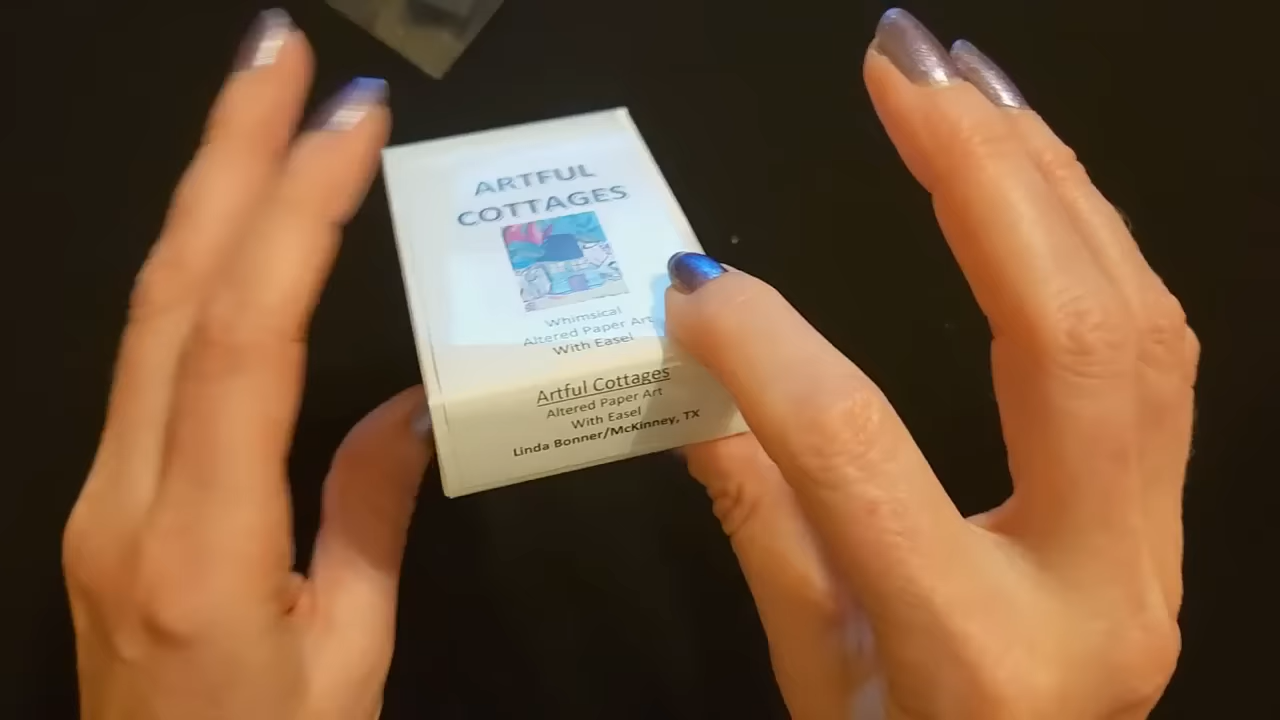 ARTFUL
COTTAGES
Whimsical
Altered Paper Art
With Easel
Artful Cottages
Altered Paper Art
With Easel
Linda Bonner/McKinney, TX